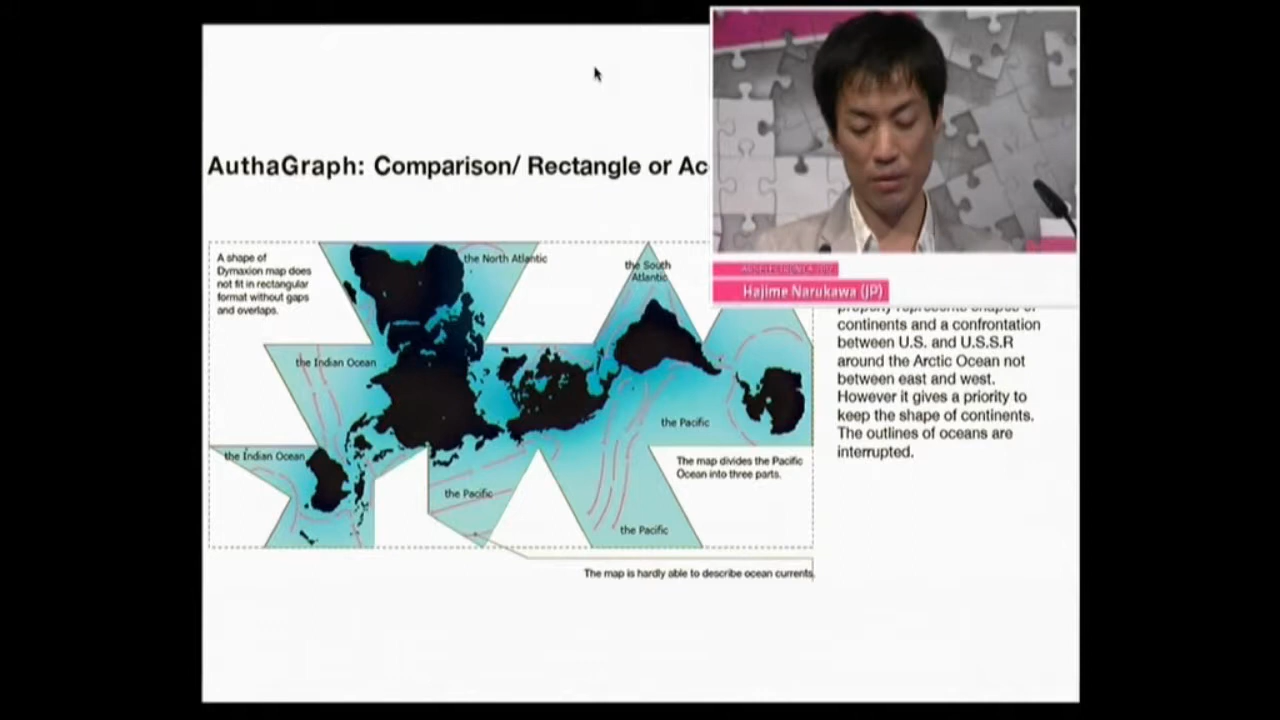 AuthaGraph: Comparison/ Rectangle or Ac
A shape of
Dymaxion map does
not fit in rectangular
format without gaps
and overlaps.
the North Atlantic
the South
Atlantic
the Indian Ocean
the Pacific
the Indian Ocean
the Pacific
The map divides the Pacific
Ocean into three parts.
the Pacific
The map is hardly able to describe ocean currents.
Hajime Narukawa (JP)
properly represents shapes of
continents and a confrontation
between U.S. and U.S.S.R
around the Arctic Ocean not
between east and west.
However it gives a priority to
keep the shape of continents.
The outlines of oceans are
interrupted.